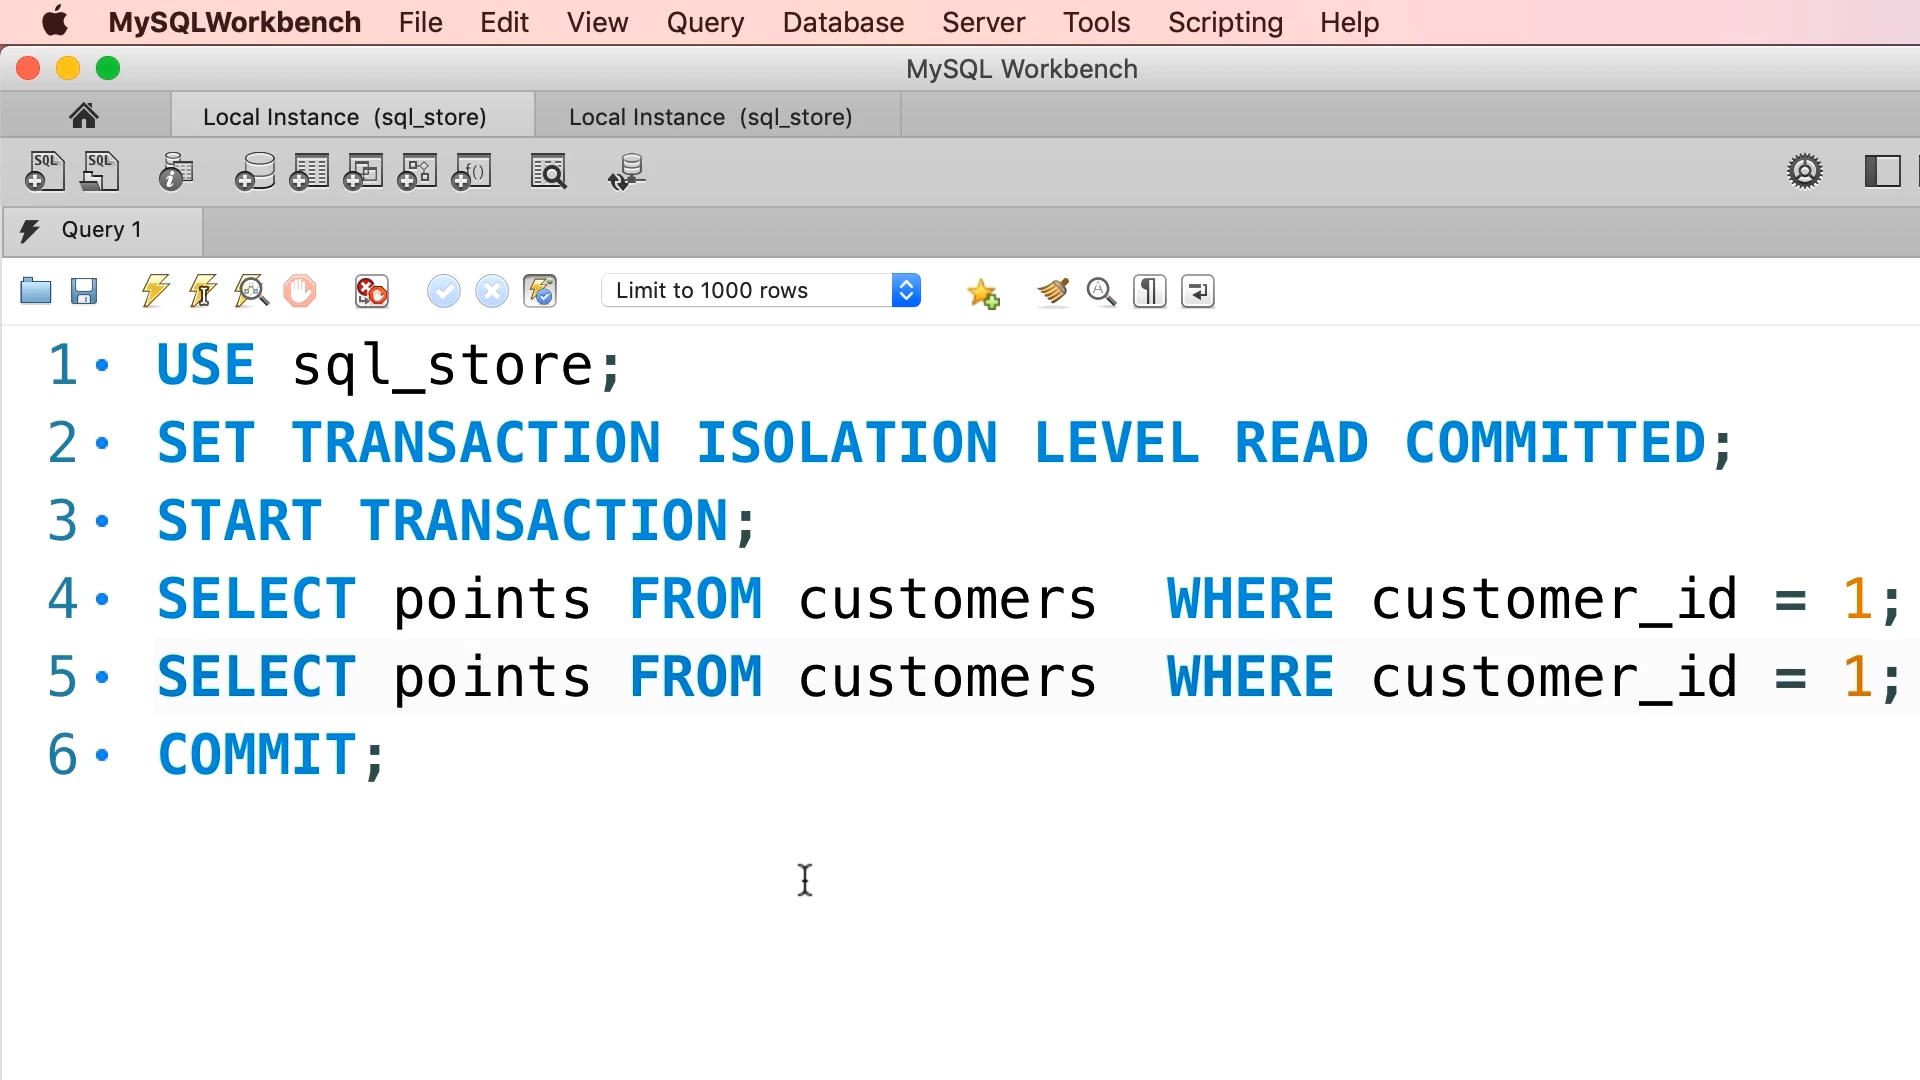 MySQLWorkbench File Edit View Query Database Server Tools Scripting Help
MySQL Workbench
Local Instance (sql_store) Local Instance (sql_store)
SQL SQL
Query 1
Limit to 1000 rows
1 USE sql_store;
2 SET TRANSACTION ISOLATION LEVEL READ COMMITTED;
3 START TRANSACTION;
4 SELECT points FROM customers  WHERE customer_id = 1;
5 SELECT points FROM customers  WHERE customer_id = 1;
6 COMMIT;